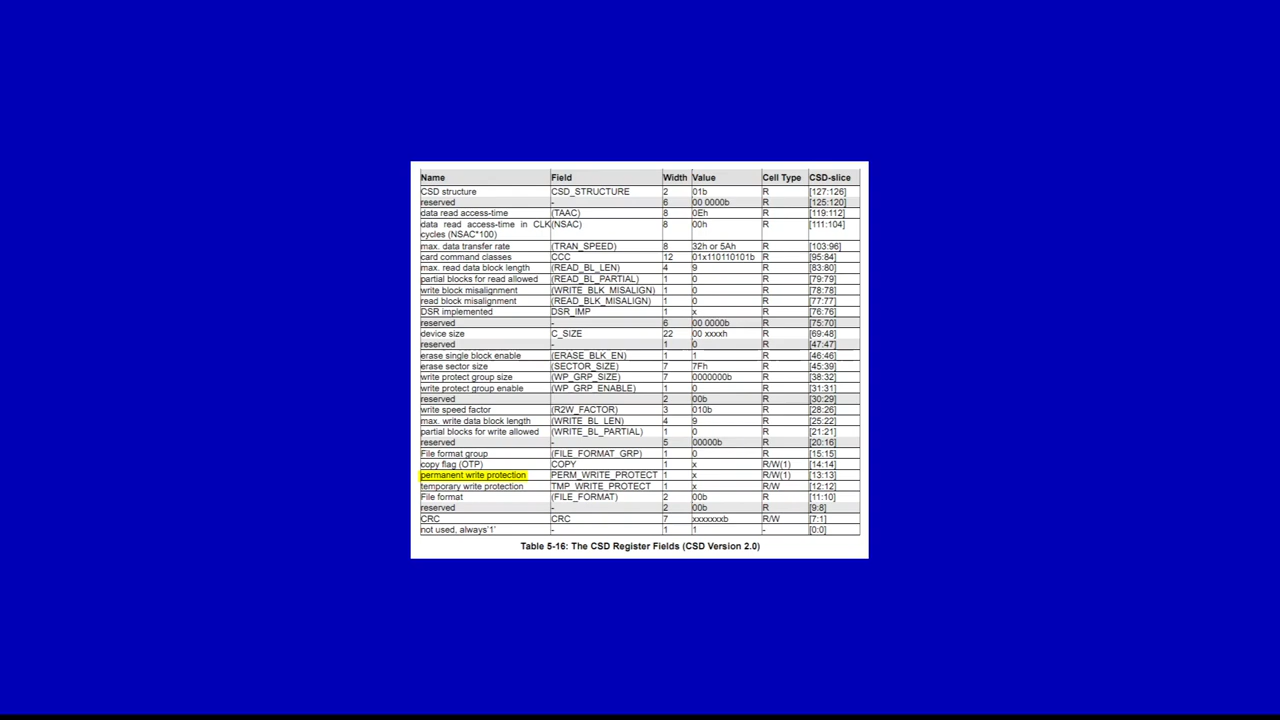 Name Field Width Value Cell Type CSD-slice
CSD structure CSD_STRUCTURE 2 01b R [127:126]
reserved - 6 00 0000b R [125:120]
data read access-time (TAAC) 8 0Eh R [119:112]
data read access-time in CLK (NSAC) 8 00h R [111:104]
cycles (NSAC*100)
max. data transfer rate (TRAN_SPEED) 8 32h or 5Ah R [103:96]
card command classes CCC 12 01x110110101b R [95:84]
max. read data block length (READ_BL_LEN) 4 9 R [83:80]
partial blocks for read allowed (READ_BL_PARTIAL) 1 0 R [79:79]
write block misalignment (WRITE_BLK_MISALIGN) 1 0 R [78:78]
read block misalignment (READ_BLK_MISALIGN) 1 0 R [77:77]
DSR implemented DSR_IMP 1 x R [76:76]
reserved - 6 00 0000b R [75:70]
device size C_SIZE 22 00 xxxxh R [69:48]
reserved - 1 0 R [47:47]
erase single block enable (ERASE_BLK_EN) 1 1 R [46:46]
erase sector size (SECTOR_SIZE) 7 7Fh R [45:39]
write protect group size (WP_GRP_SIZE) 7 0000000b R [38:32]
write protect group enable (WP_GRP_ENABLE) 1 0 R [31:31]
reserved 2 00b R [30:29]
write speed factor (R2W_FACTOR) 3 010b R [28:26]
max. write data block length (WRITE_BL_LEN) 4 9 R [25:22]
partial blocks for write allowed (WRITE_BL_PARTIAL) 1 0 R [21:21]
reserved - 5 00000b R [20:16]
File format group (FILE_FORMAT_GRP) 1 0 R [15:15]
copy flag (OTP) COPY 1 x R/W(1) [14:14]
permanent write protection PERM_WRITE_PROTECT 1 x R/W(1) [13:13]
temporary write protection TMP_WRITE_PROTECT 1 x R/W [12:12]
File format (FILE_FORMAT) 2 00b R [11:10]
reserved - 2 00b R [9:8]
CRC CRC 7 xxxxxxxb R/W [7:1]
not used, always'1' - 1 1 - [0:0]
Table 5-16: The CSD Register Fields (CSD Version 2.0)